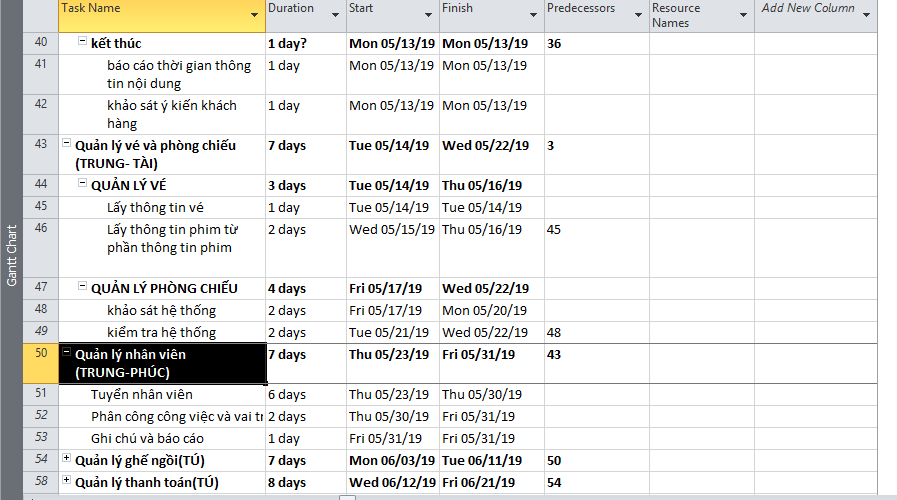 Task Name Duration Start Finish Predecessors Resource Names Add New Column
40 kết thúc 1 day? Mon 05/13/19 Mon 05/13/19 36
41 báo cáo thời gian thông 1 day Mon 05/13/19 Mon 05/13/19
tin nội dung
42 khảo sát ý kiến khách 1 day Mon 05/13/19 Mon 05/13/19
hàng
43 Quản lý vé và phòng chiếu 7 days Tue 05/14/19 Wed 05/22/19 3
(TRUNG- TÀI)
44 QUẢN LÝ VÉ 3 days Tue 05/14/19 Thu 05/16/19
45 Lấy thông tin vé 1 day Tue 05/14/19 Tue 05/14/19
46 Lấy thông tin phim từ 2 days Wed 05/15/19 Thu 05/16/19 45
phần thông tin phim
47 QUẢN LÝ PHÒNG CHIẾU 4 days Fri 05/17/19 Wed 05/22/19
48 khảo sát hệ thống 2 days Fri 05/17/19 Mon 05/20/19
49 kiểm tra hệ thống 2 days Tue 05/21/19 Wed 05/22/19 48
50 Quản lý nhân viên 7 days Thu 05/23/19 Fri 05/31/19 43
(TRUNG-PHÚC)
51 Tuyển nhân viên 6 days Thu 05/23/19 Thu 05/30/19
52 Phân công công việc và vai tr 2 days Thu 05/30/19 Fri 05/31/19
53 Ghi chú và báo cáo 1 day Fri 05/31/19 Fri 05/31/19
54 Quản lý ghế ngồi(TÚ) 7 days Mon 06/03/19 Tue 06/11/19 50
58 Quản lý thanh toán(TÚ) 8 days Wed 06/12/19 Fri 06/21/19 54
Gantt Chart